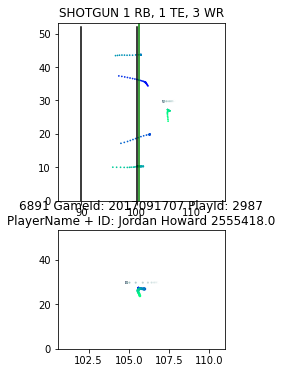 SHOTGUN 1 RB, 1 TE, 3 WR
50
40
30
20
10
0
90 100 110
6891 GameId: 2017091707 PlayId: 2987
PlayerName + ID: Jordan Howard 2555418.0
40
20
0
102.5 105.0 107.5 110.0